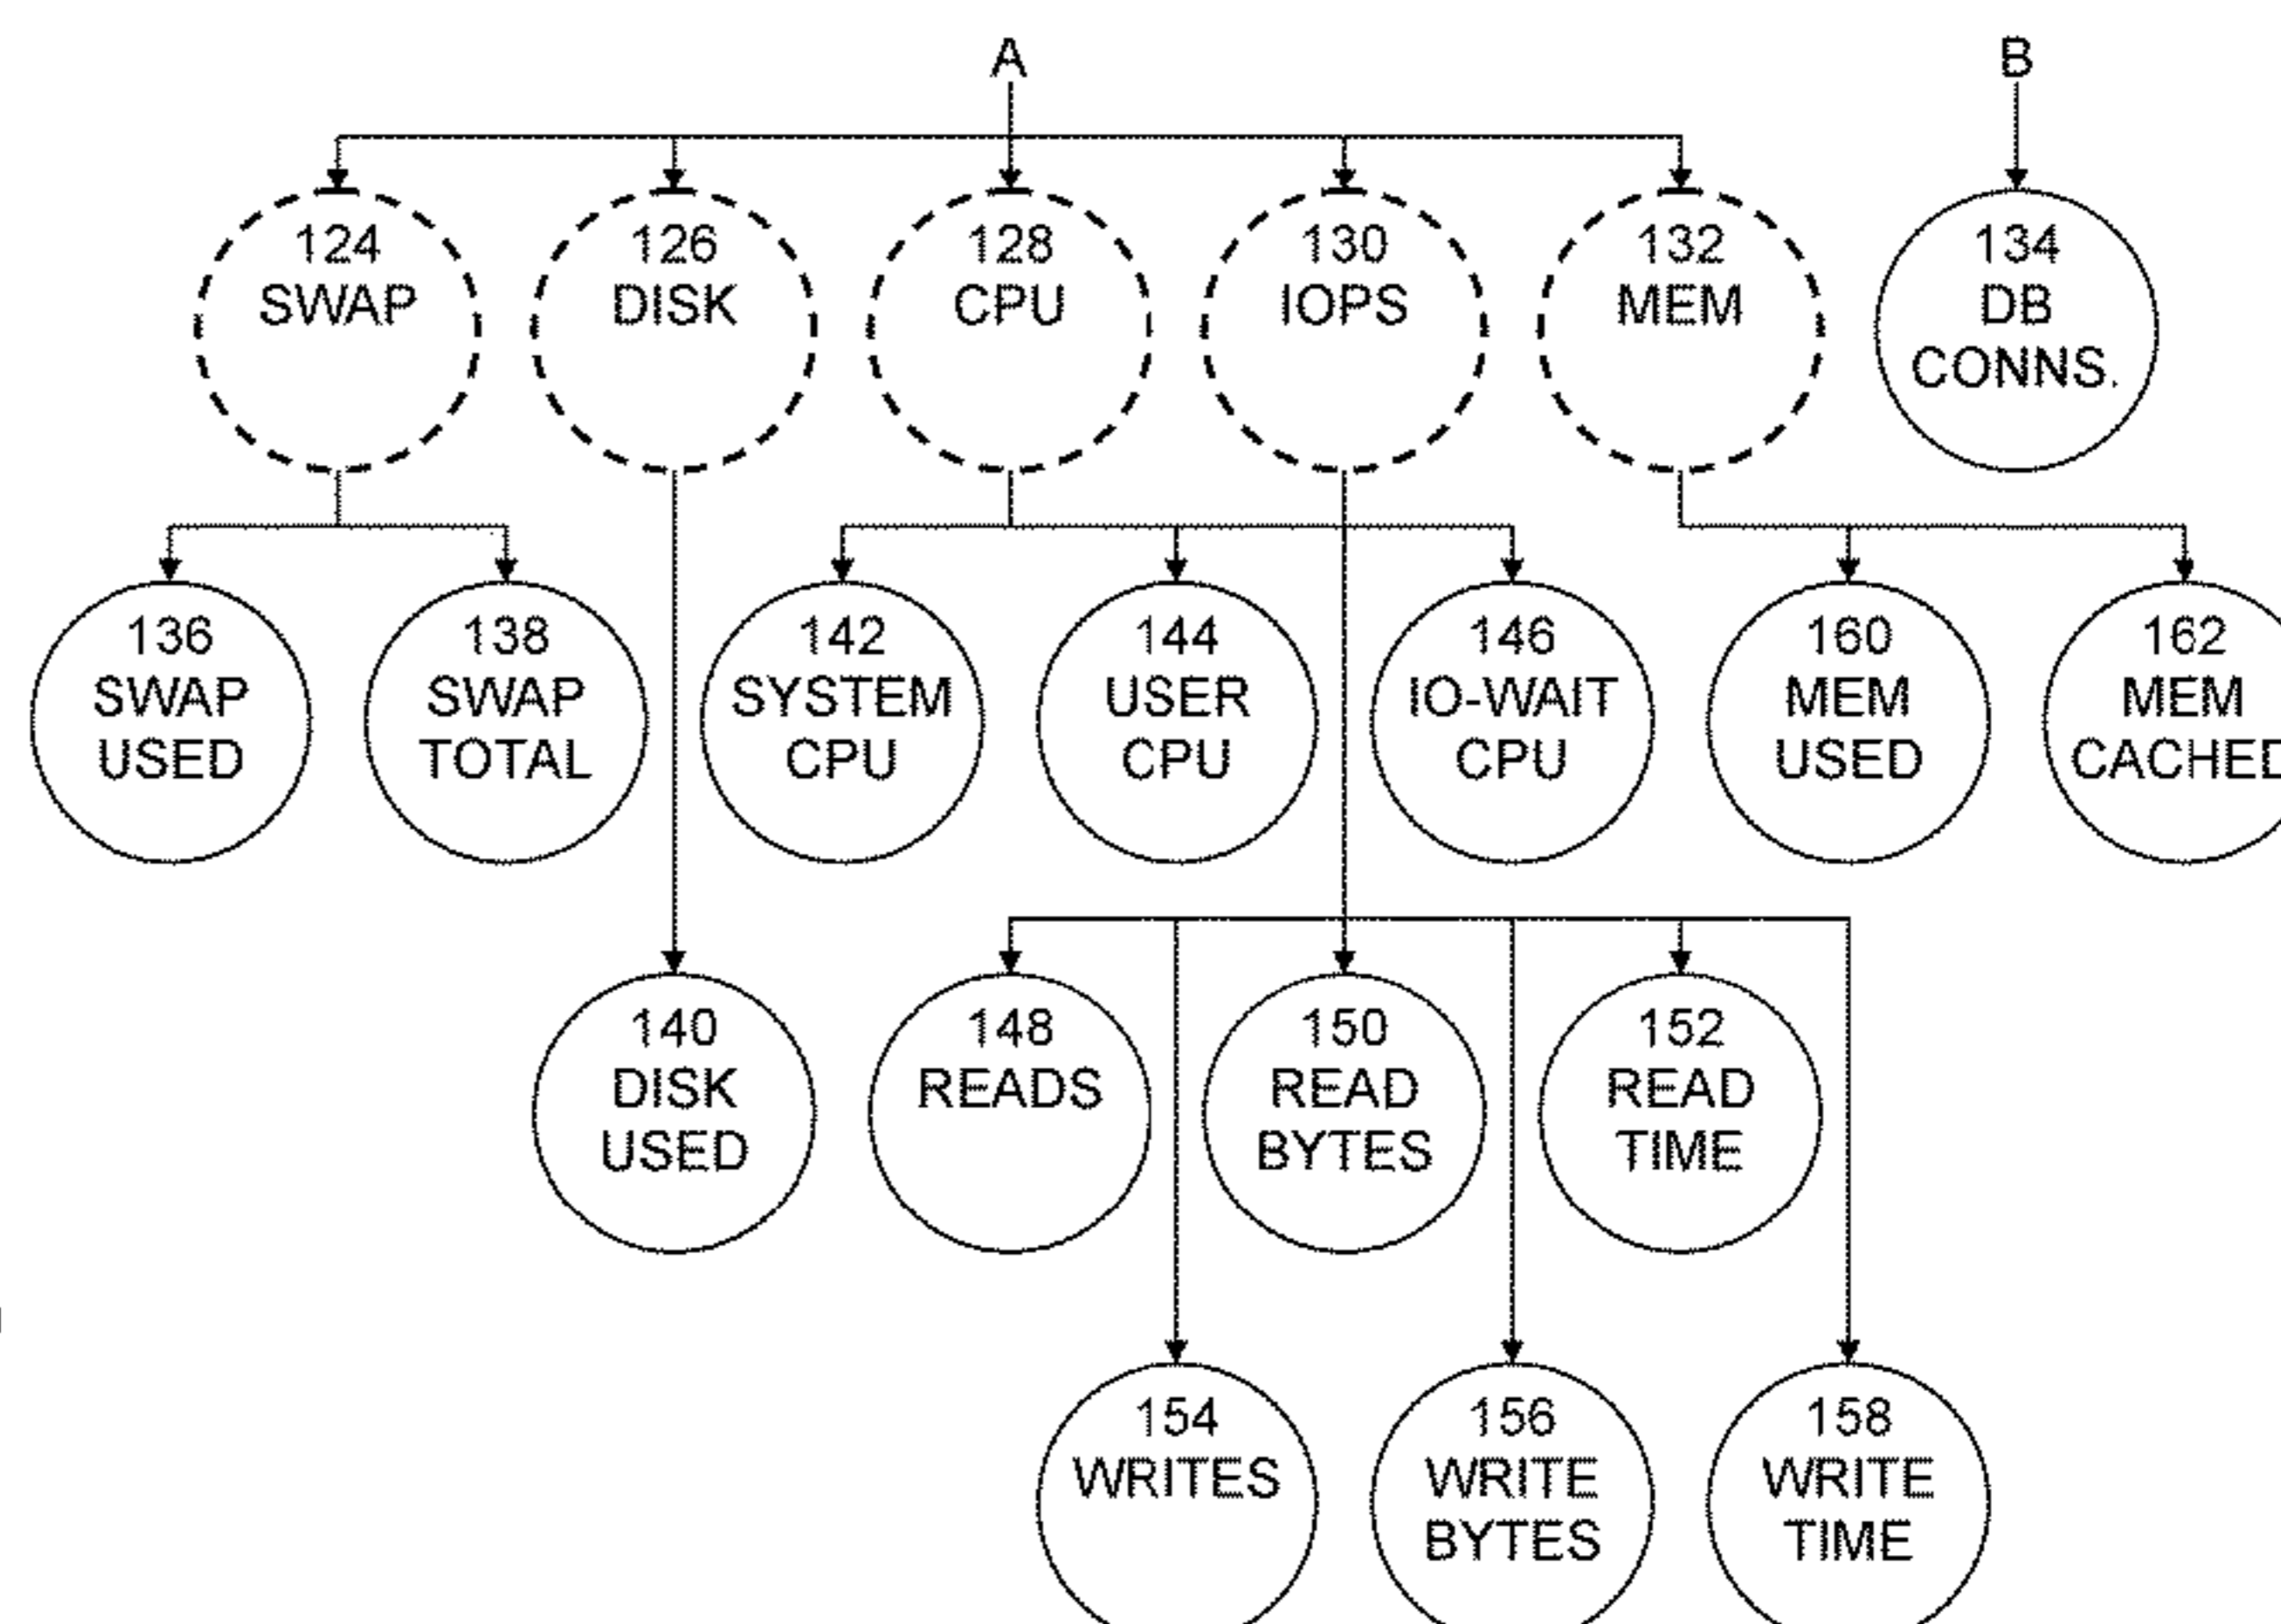 A
B
124
SWAP
126
DISK
128
CPU
130
IOPS
132
MEM
134
DB
CONNS.
136
SWAP
USED
138
SWAP
TOTAL
142
SYSTEM
CPU
144
USER
CPU
146
IO-WAIT
CPU
160
MEM
USED
162
MEM
CACHED
140
DISK
USED
148
READS
150
READ
BYTES
152
READ
TIME
154
WRITES
156
WRITE
BYTES
158
WRITE
TIME